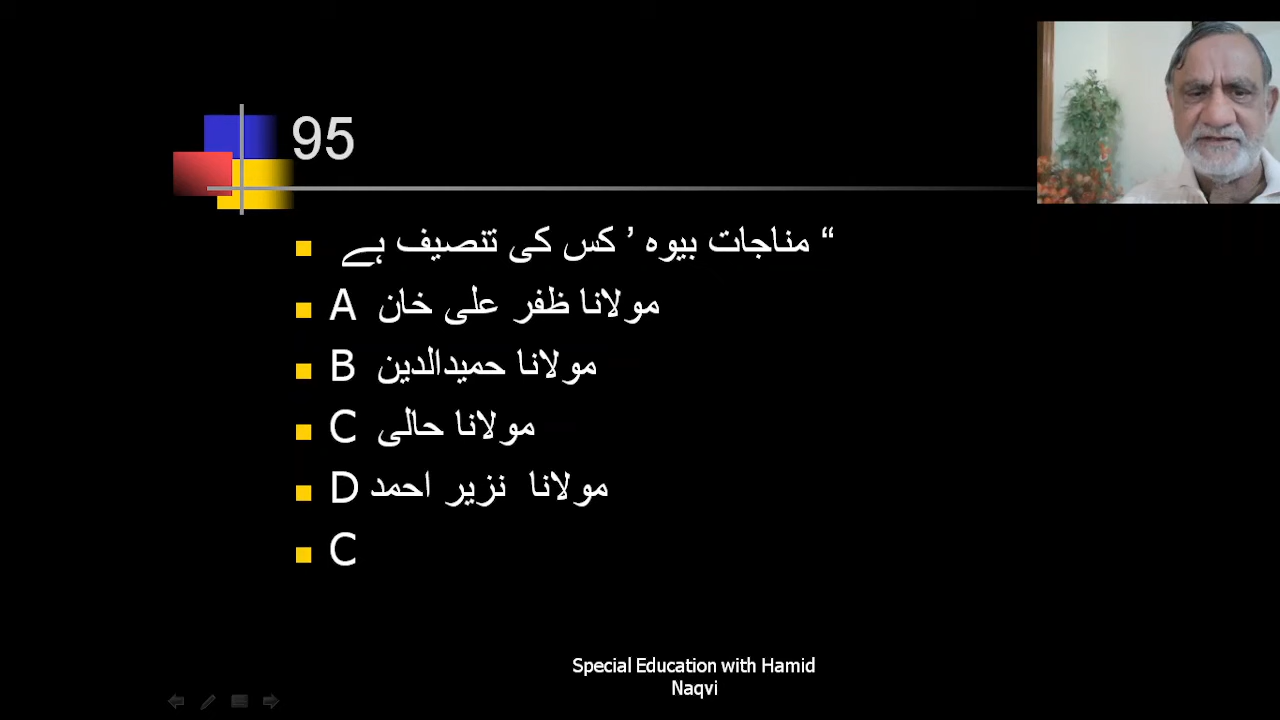 95
“ مناجات بیوہ ’ کس کی تنصیف ہے
A مولانا ظفر علی خان
B مولانا حمیدالدین
C مولانا حالی
D مولانا نزیر احمد
C
Special Education with Hamid
Naqvi